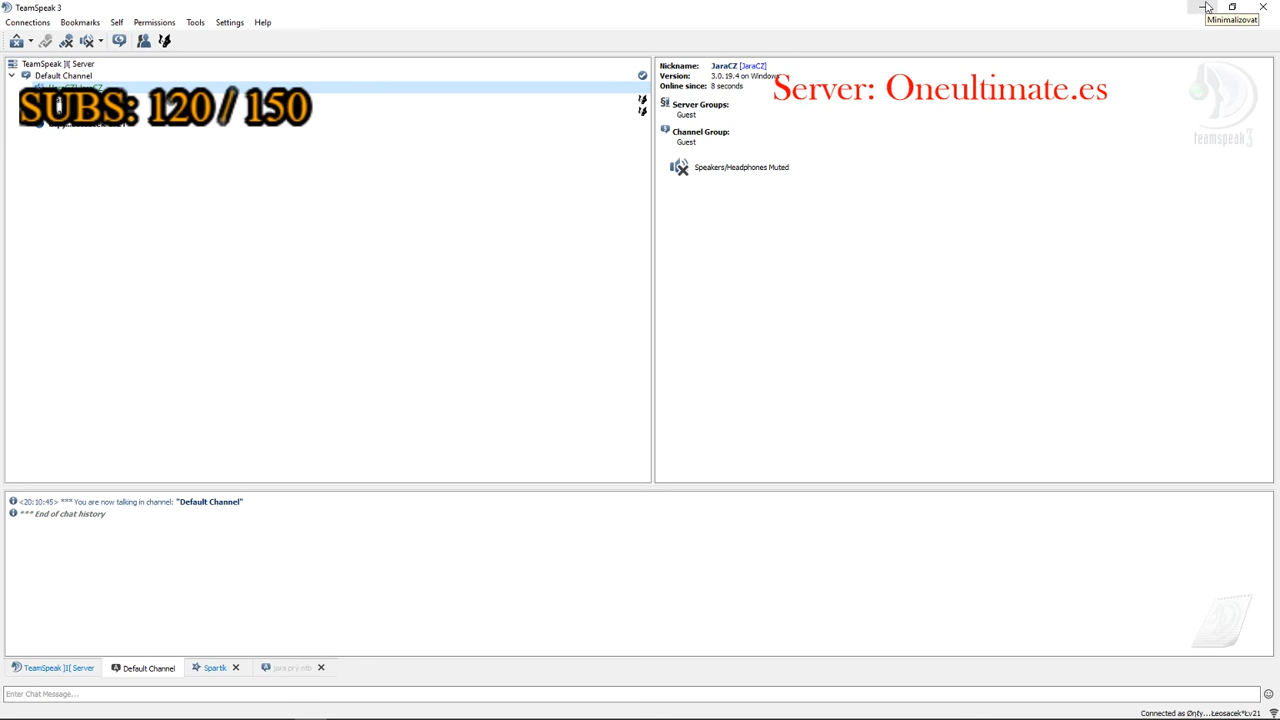 TeamSpeak 3
Minimalizovat
Connections Bookmarks Self Permissions Tools Settings Help
TeamSpeak ]I[ Server
Default Channel
SUBS: 120 / 150
Nickname: JaraCZ [JaraCZ]
Version: 3.0.19.4 on Windows
Online since: 8 seconds
Server: Oneultimate.es
Server Groups:
Guest
Channel Group:
Guest
Speakers/Headphones Muted
teamspeak 3
<20:10:45> *** You are now talking in channel: "Default Channel"
*** End of chat history
TeamSpeak ]I[ Server Default Channel Spartik jara prý ntb
Enter Chat Message...